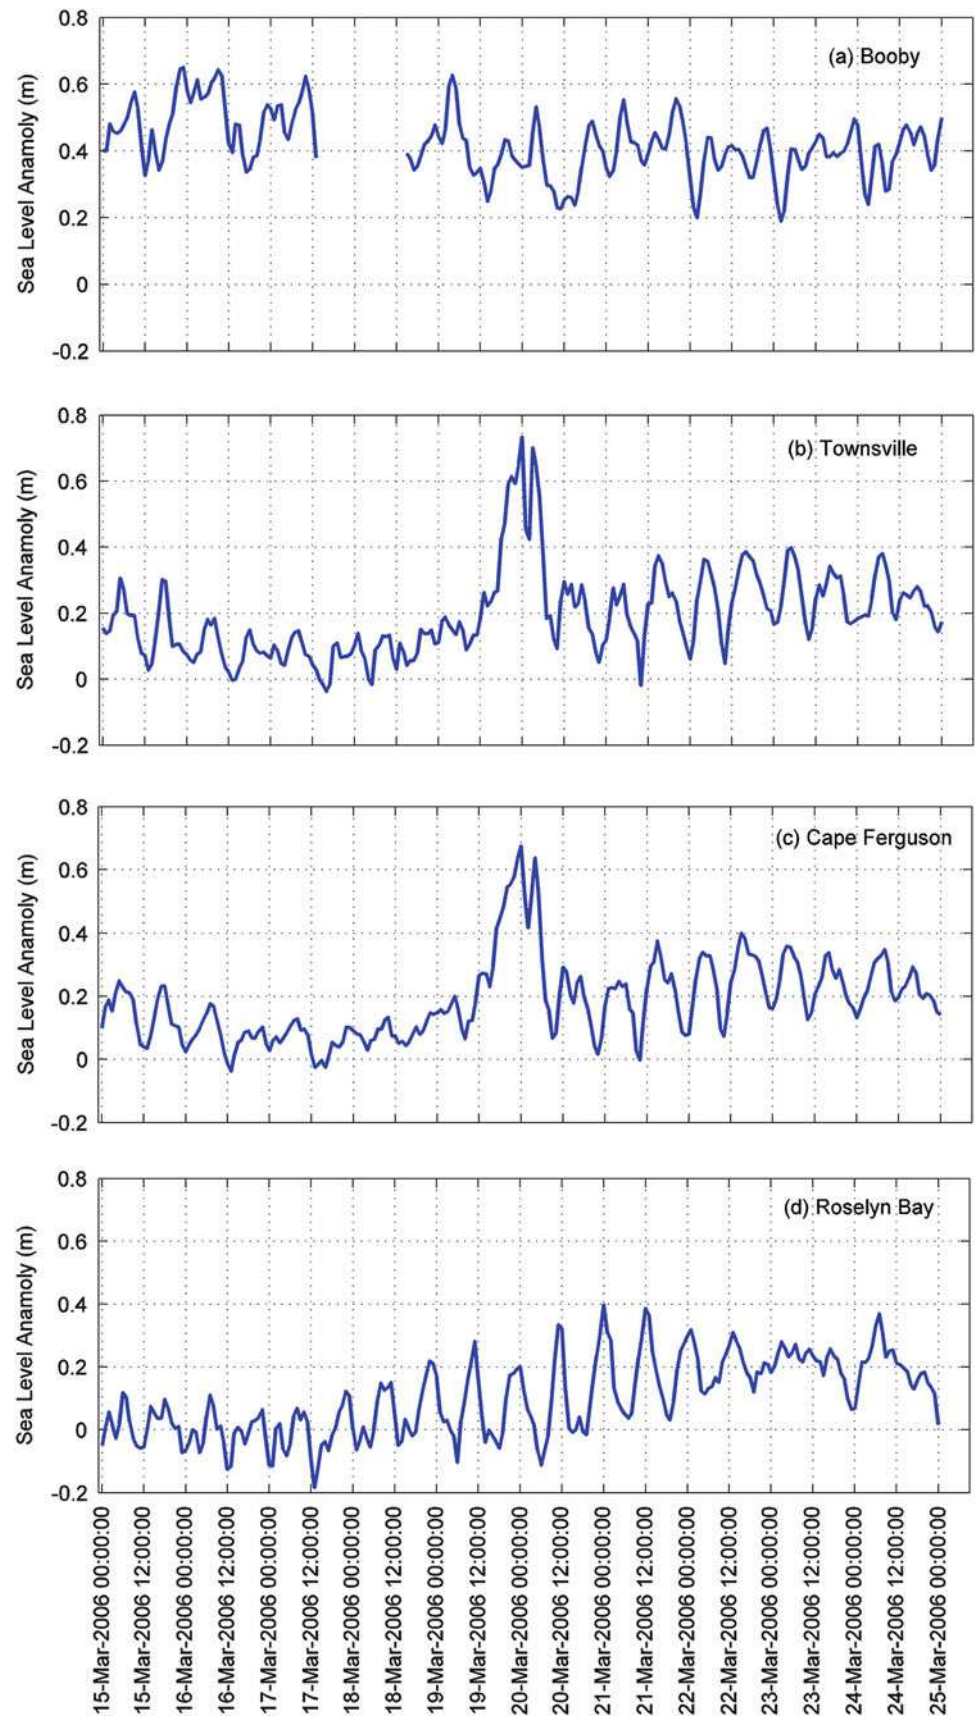 0.8
0.6
0.4
0.2
0
-0.2
Sea Level Anamoly (m)
(a) Booby
0.8
0.6
0.4
0.2
0
-0.2
Sea Level Anamoly (m)
(b) Townsville
0.8
0.6
0.4
0.2
0
-0.2
Sea Level Anamoly (m)
(c) Cape Ferguson
0.8
0.6
0.4
0.2
0
-0.2
Sea Level Anamoly (m)
(d) Roselyn Bay
15-Mar-2006 00:00:00
15-Mar-2006 12:00:00
16-Mar-2006 00:00:00
16-Mar-2006 12:00:00
17-Mar-2006 00:00:00
17-Mar-2006 12:00:00
18-Mar-2006 00:00:00
18-Mar-2006 12:00:00
19-Mar-2006 00:00:00
19-Mar-2006 12:00:00
20-Mar-2006 00:00:00
20-Mar-2006 12:00:00
21-Mar-2006 00:00:00
21-Mar-2006 12:00:00
22-Mar-2006 00:00:00
22-Mar-2006 12:00:00
23-Mar-2006 00:00:00
23-Mar-2006 12:00:00
24-Mar-2006 00:00:00
24-Mar-2006 12:00:00
25-Mar-2006 00:00:00